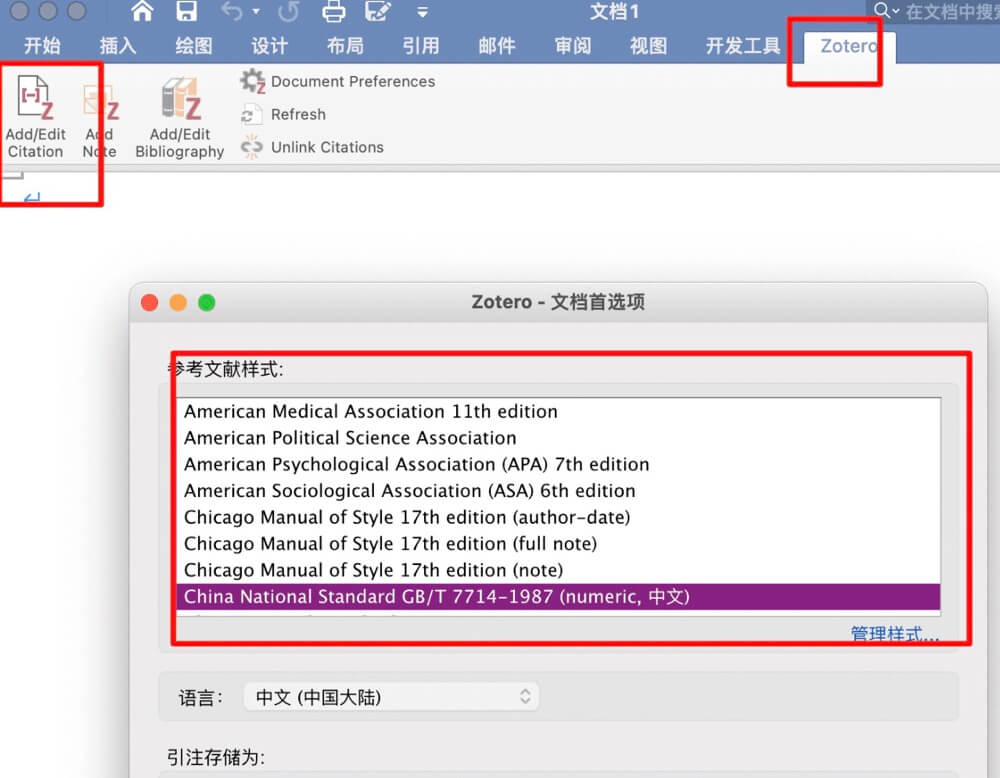 文档1
在文档中搜索
开始 插入 绘图 设计 布局 引用 邮件 审阅 视图 开发工具 Zotero
Add/Edit Citation
Add Note
Add/Edit Bibliography
Document Preferences
Refresh
Unlink Citations
Zotero - 文档首选项
参考文献样式:
American Medical Association 11th edition
American Political Science Association
American Psychological Association (APA) 7th edition
American Sociological Association (ASA) 6th edition
Chicago Manual of Style 17th edition (author-date)
Chicago Manual of Style 17th edition (full note)
Chicago Manual of Style 17th edition (note)
China National Standard GB/T 7714-1987 (numeric, 中文)
管理样式...
语言: 中文 (中国大陆)
引注存储为: